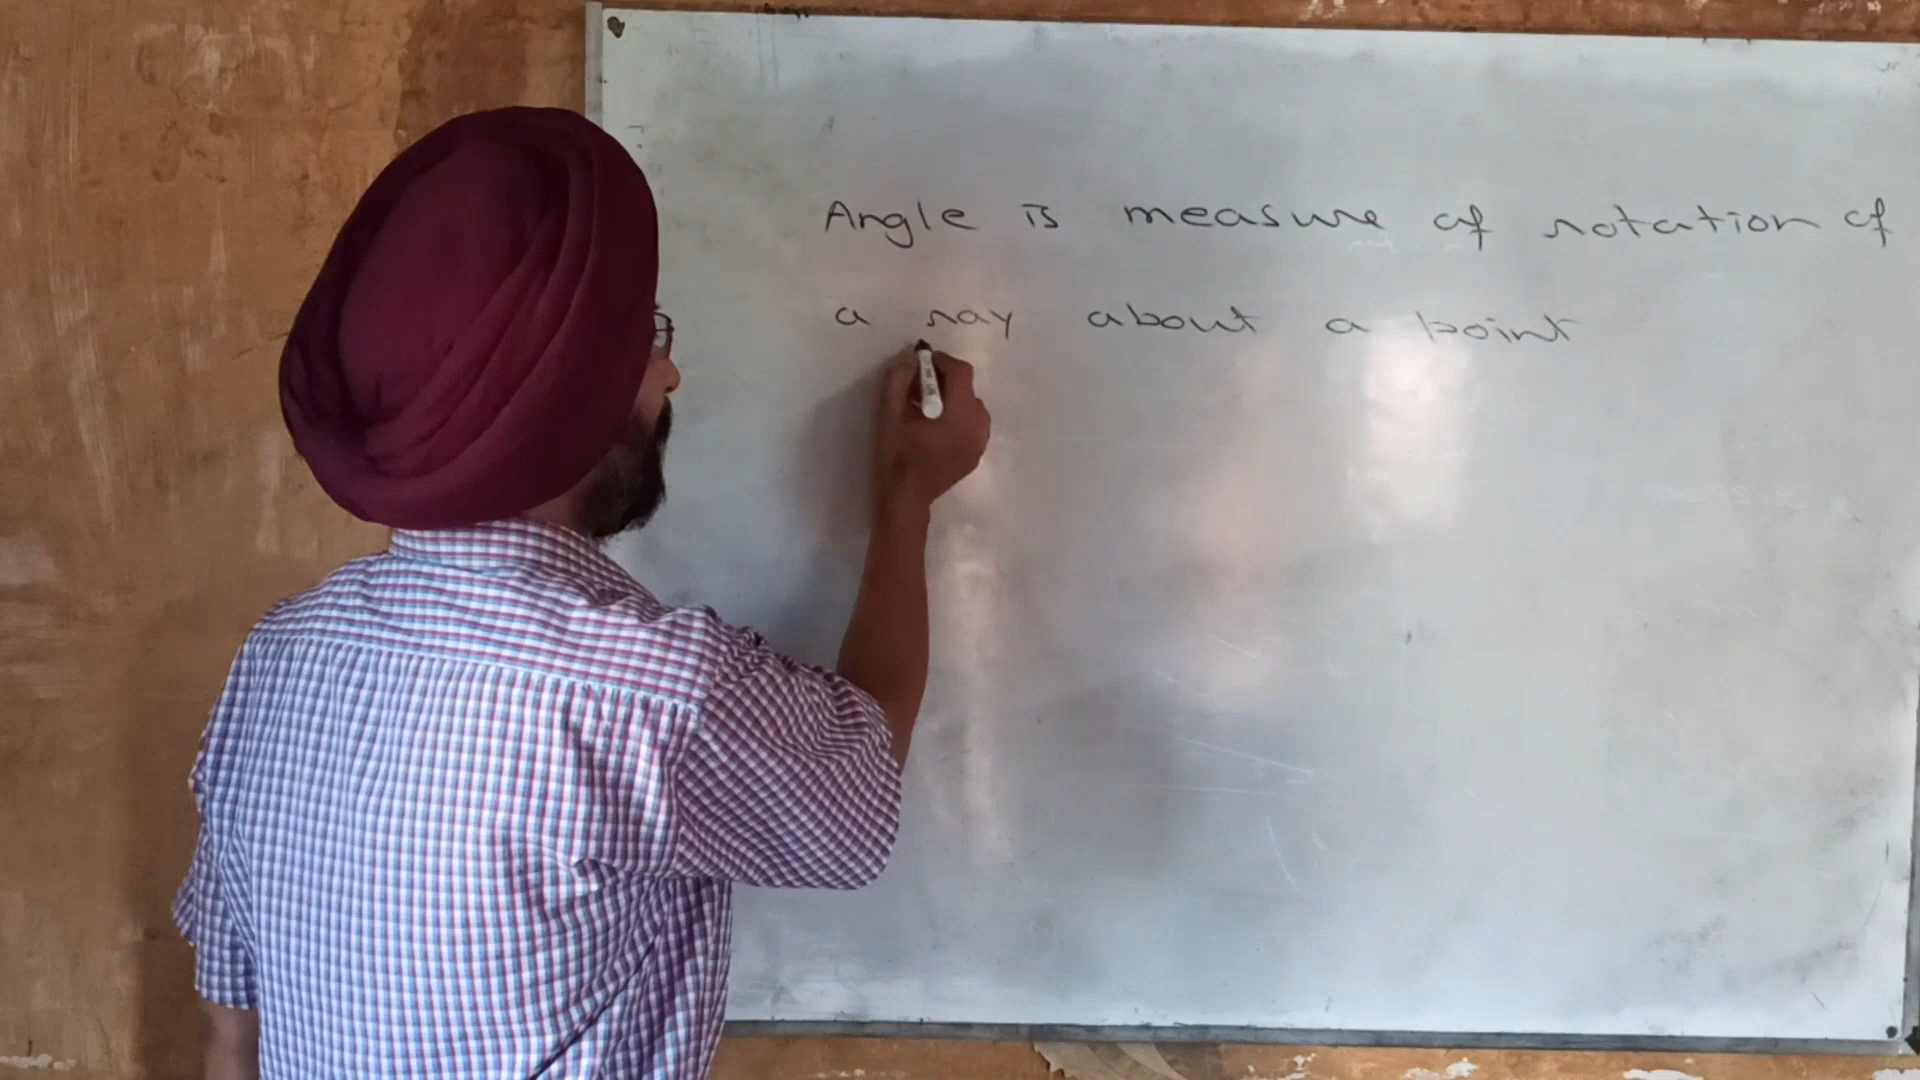 Angle is measure of rotation of
a ray about a point